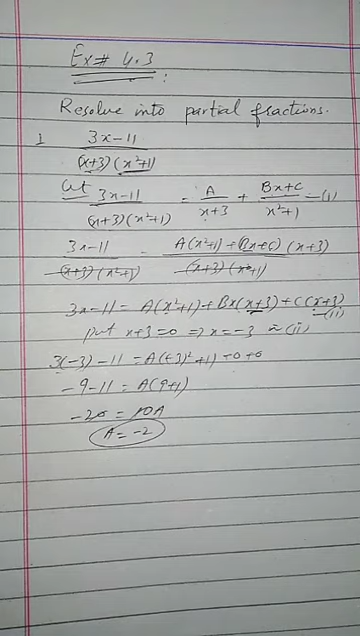 Ex# 4.3
Resolve into partial fractions.
1 3x-11
(x+3)(x²+1)
Let 3x-11/(x+3)(x²+1) = A/x+3 + Bx+C/x²+1 —(i)
3x-11/(x+3)(x²+1) = A(x²+1)+(Bx+C)(x+3)/(x+3)(x²+1)
3x-11 = A(x²+1)+Bx(x+3)+C(x+3)
—(ii)
put x+3=0 => x=-3 in (ii)
3(-3)-11 = A((-3)²+1)+0+0
-9-11 = A(9+1)
-20 = 10A
A=-2